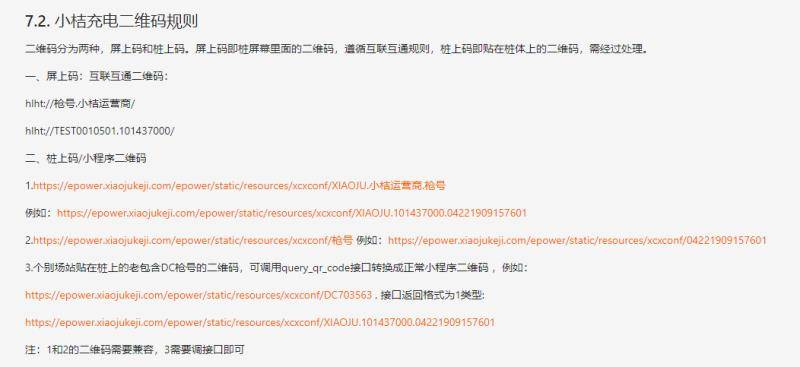 7.2. 小桔充电二维码规则
二维码分为两种，屏上码和桩上码。屏上码即桩屏幕里面的二维码，遵循互联互通规则，桩上码即贴在桩体上的二维码，需经过处理。
一、屏上码：互联互通二维码：
hlht://枪号.小桔运营商/
hlht://TEST0010501.101437000/
二、桩上码/小程序二维码
1.https://epower.xiaojukeji.com/epower/static/resources/xcxconf/XIAOJU.小桔运营商.枪号
例如：https://epower.xiaojukeji.com/epower/static/resources/xcxconf/XIAOJU.101437000.04221909157601
2.https://epower.xiaojukeji.com/epower/static/resources/xcxconf/枪号 例如：https://epower.xiaojukeji.com/epower/static/resources/xcxconf/04221909157601
3.个别场站贴在桩上的老包含DC枪号的二维码，可调用query_qr_code接口转换成正常小程序二维码 ，例如：
https://epower.xiaojukeji.com/epower/static/resources/xcxconf/DC703563 . 接口返回格式为1类型:
https://epower.xiaojukeji.com/epower/static/resources/xcxconf/XIAOJU.101437000.04221909157601
注：1和2的二维码需要兼容，3需要调接口即可